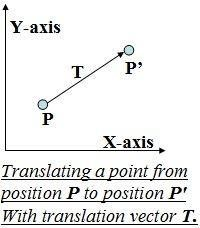 Y-axis
T
P’
P
X-axis
Translating a point from
position P to position P'
With translation vector T.